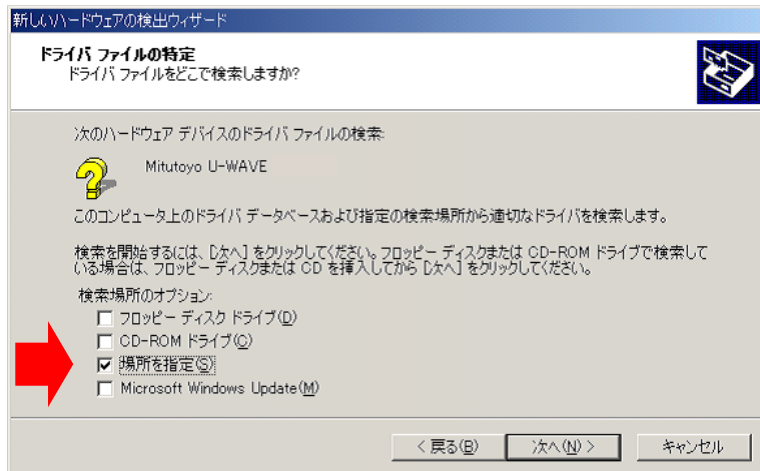 新しいハードウェアの検出ウィザード
ドライバ ファイルの特定
ドライバ ファイルをどこで検索しますか?
次のハードウェア デバイスのドライバ ファイルの検索:
Mitutoyo U-WAVE
このコンピュータ上のドライバ データベースおよび指定の検索場所から適切なドライバを検索します。
検索を開始するには、[次へ] をクリックしてください。フロッピー ディスクまたは CD-ROM ドライブで検索して
いる場合は、フロッピー ディスクまたは CD を挿入してから [次へ] をクリックしてください。
検索場所のオプション:
フロッピー ディスク ドライブ(D)
CD-ROM ドライブ(C)
場所を指定(S)
Microsoft Windows Update(M)
< 戻る(B) 次へ(N) > キャンセル